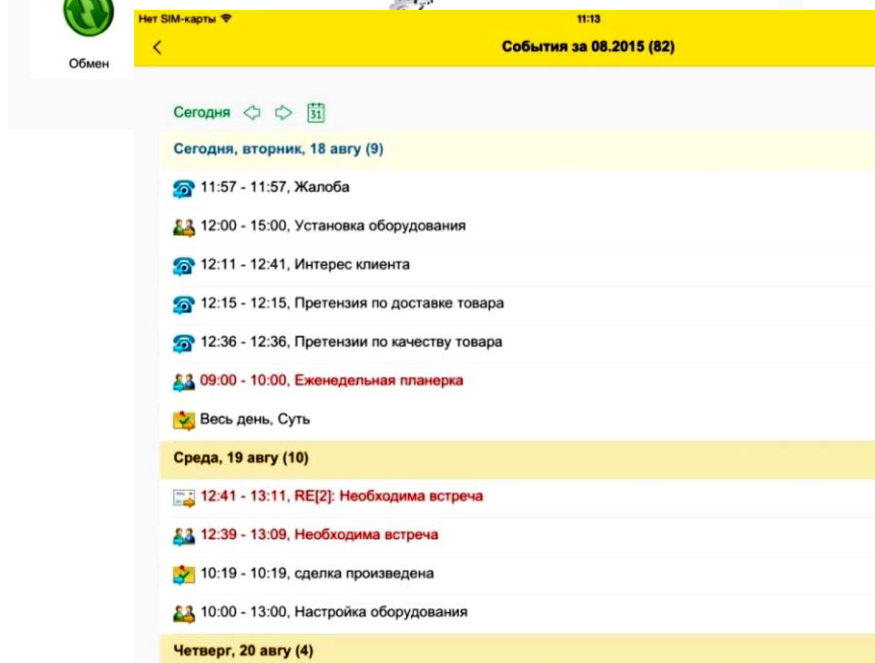 Обмен
Нет SIM-карты 11:13
События за 08.2015 (82)
Сегодня 31
Сегодня, вторник, 18 авгу (9)
11:57 - 11:57, Жалоба
12:00 - 15:00, Установка оборудования
12:11 - 12:41, Интерес клиента
12:15 - 12:15, Претензия по доставке товара
12:36 - 12:36, Претензии по качеству товара
09:00 - 10:00, Еженедельная планерка
Весь день, Суть
Среда, 19 авгу (10)
12:41 - 13:11, RE[2]: Необходима встреча
12:39 - 13:09, Необходима встреча
10:19 - 10:19, сделка произведена
10:00 - 13:00, Настройка оборудования
Четверг, 20 авгу (4)